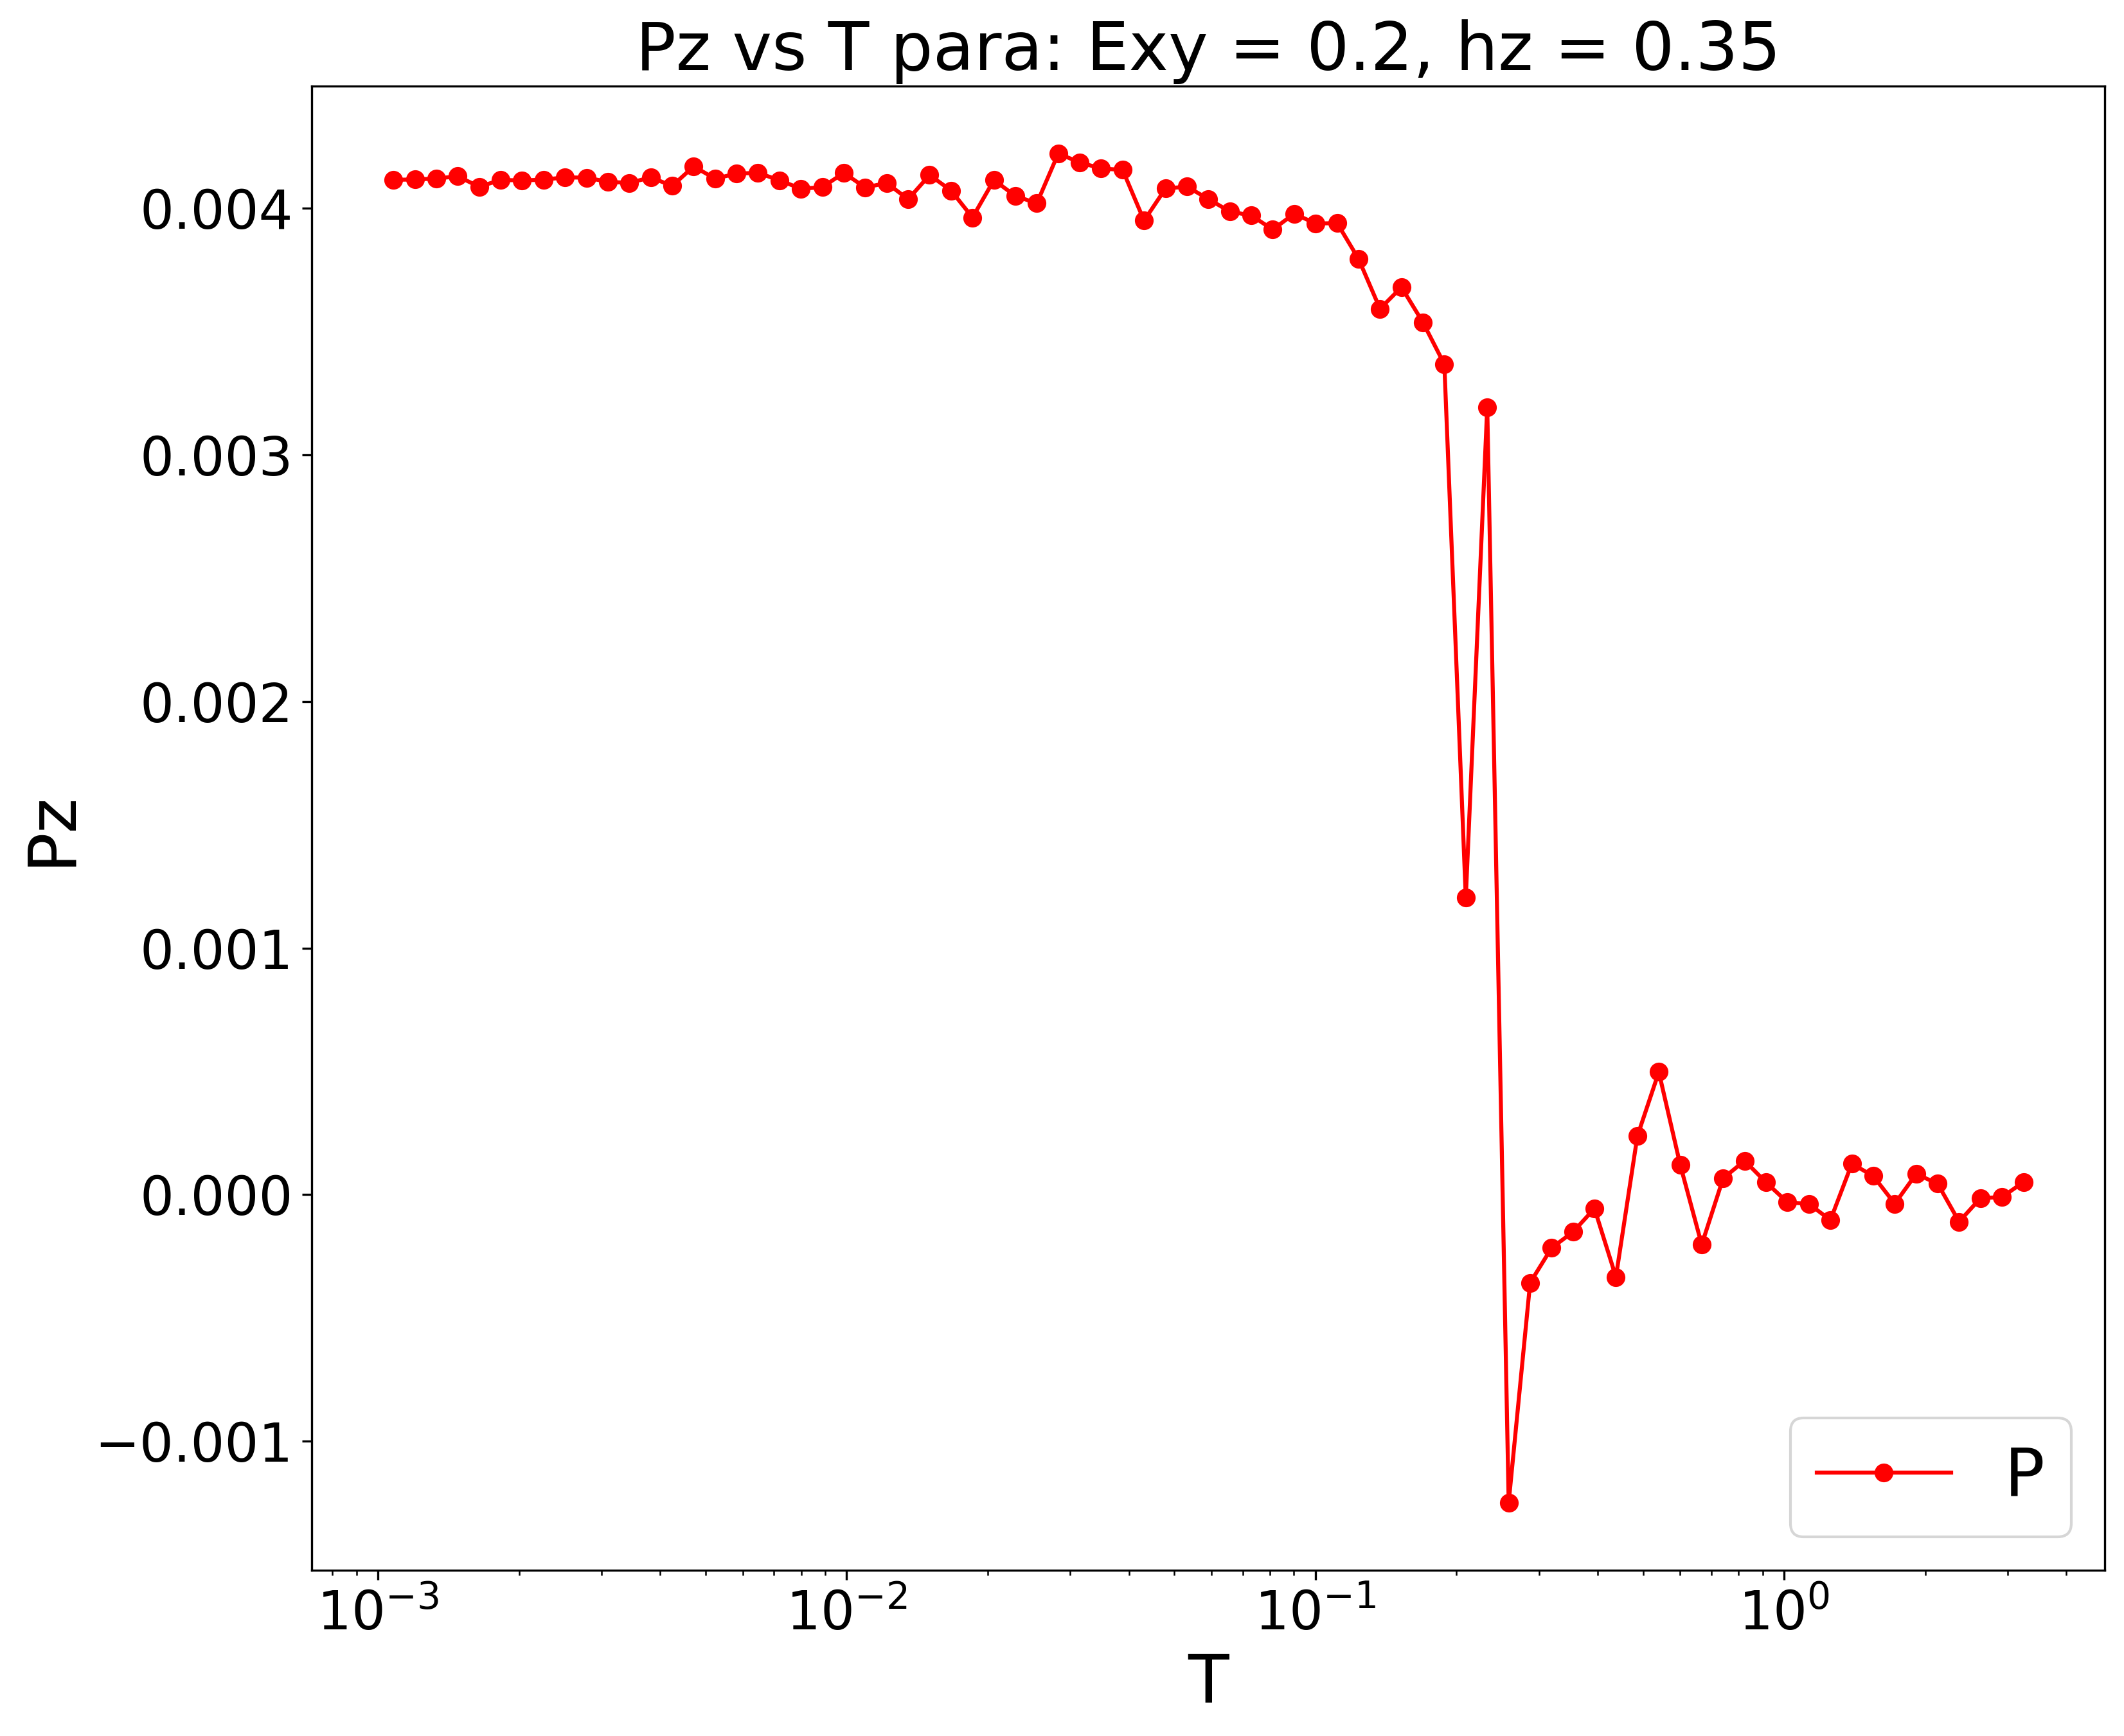 Pz vs T para: Exy = 0.2, hz = 0.35
0.004
0.003
0.002
0.001
0.000
−0.001
Pz
P
10⁻³ 10⁻² 10⁻¹ 10⁰
T